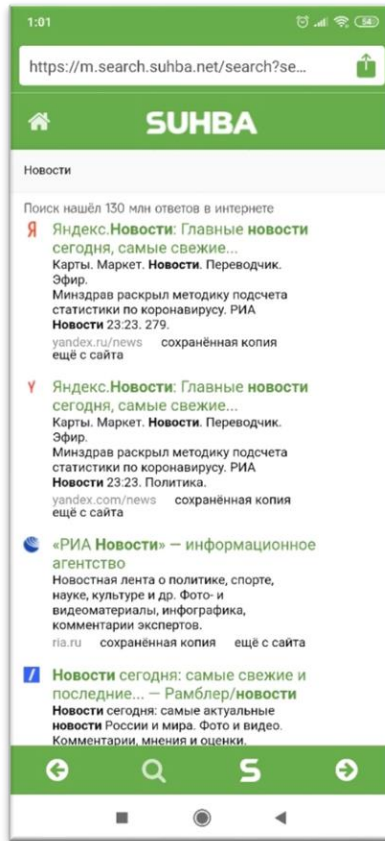 1:01
54
https://m.search.suhba.net/search?se...
SUHBA
Новости
Поиск нашёл 130 млн ответов в интернете
Я Яндекс.Новости: Главные новости
сегодня, самые свежие...
Карты. Маркет. Новости. Переводчик.
Эфир.
Минздрав раскрыл методику подсчета
статистики по коронавирусу. РИА
Новости 23:23. 279.
yandex.ru/news сохранённая копия
ещё с сайта
Y Яндекс.Новости: Главные новости
сегодня, самые свежие...
Карты. Маркет. Новости. Переводчик.
Эфир.
Минздрав раскрыл методику подсчета
статистики по коронавирусу. РИА
Новости 23:23. Политика.
yandex.com/news сохранённая копия
ещё с сайта
«РИА Новости» — информационное
агентство
Новостная лента о политике, спорте,
науке, культуре и др. Фото- и
видеоматериалы, инфографика,
комментарии экспертов.
ria.ru сохранённая копия ещё с сайта
Новости сегодня: самые свежие и
последние... — Рамблер/новости
Новости сегодня: самые актуальные
новости России и мира. Фото и видео.
Комментарии, мнения и оценки.
S